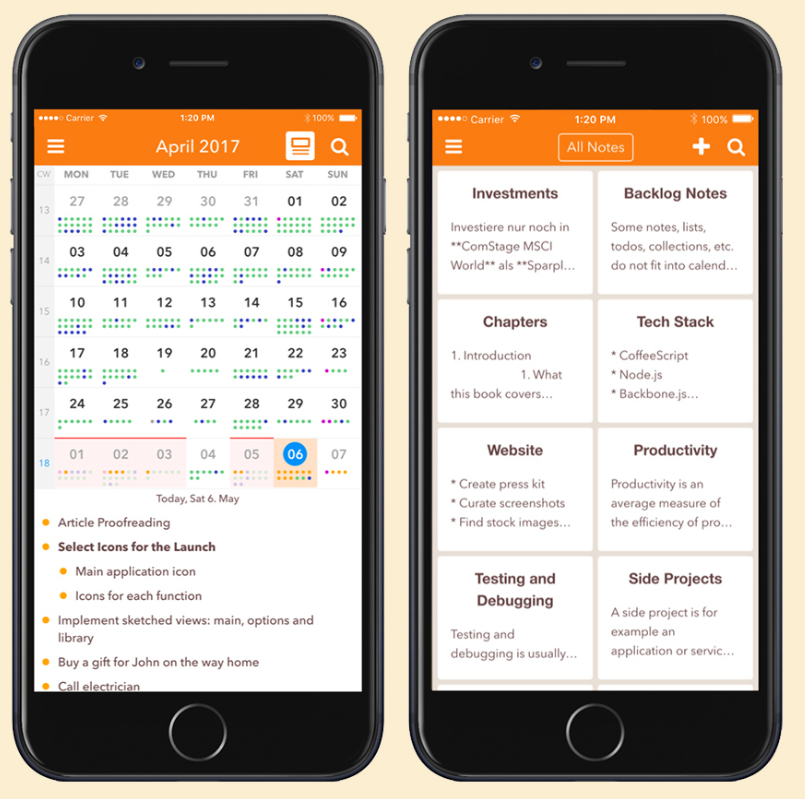 Carrier 1:20 PM 100%
April 2017
CW MON TUE WED THU FRI SAT SUN
13 27 28 29 30 31 01 02
14 03 04 05 06 07 08 09
15 10 11 12 13 14 15 16
16 17 18 19 20 21 22 23
17 24 25 26 27 28 29 30
18 01 02 03 04 05 06 07
Today, Sat 6. May
Article Proofreading
Select Icons for the Launch
Main application icon
Icons for each function
Implement sketched views: main, options and
library
Buy a gift for John on the way home
Call electrician
Carrier 1:20 PM 100%
All Notes
Investments
Investiere nur noch in
**ComStage MSCI
World** als **Sparpl...
Backlog Notes
Some notes, lists,
todos, collections, etc.
do not fit into calend...
Chapters
1. Introduction
1. What
this book covers...
Tech Stack
* CoffeeScript
* Node.js
* Backbone.js...
Website
* Create press kit
* Curate screenshots
* Find stock images...
Productivity
Productivity is an
average measure of
the efficiency of pro...
Testing and
Debugging
Testing and
debugging is usually...
Side Projects
A side project is for
example an
application or servic...